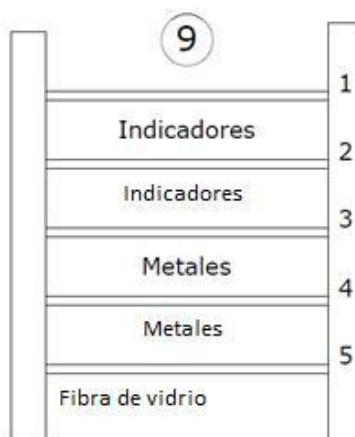 9
1
Indicadores
2
Indicadores
3
Metales
4
Metales
5
Fibra de vidrio